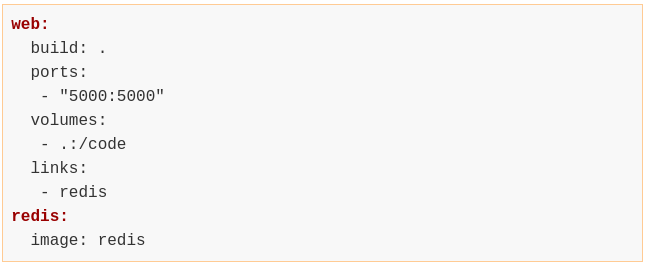 web:
  build: .
  ports:
   - "5000:5000"
  volumes:
   - .:/code
  links:
   - redis
redis:
  image: redis